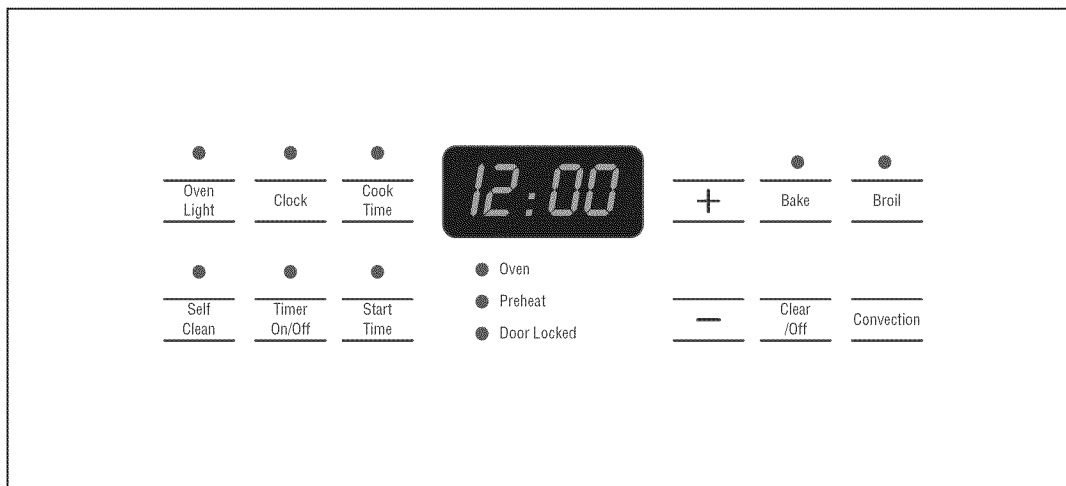 Oven
Light
Clock
Cook
Time
12:00
+
Bake
Broil
Self
Clean
Timer
On/Off
Start
Time
Oven
Preheat
Door Locked
-
Clear
/Off
Convection